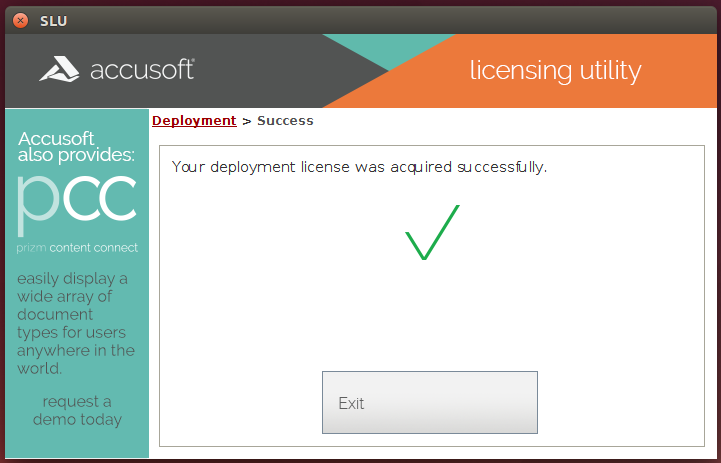 SLU
accusoft®
licensing utility
Deployment > Success
Accusoft
also provides:
pcc
prizm content connect
easily display a
wide array of
document
types for users
anywhere in the
world.
request a
demo today
Your deployment license was acquired successfully.
Exit